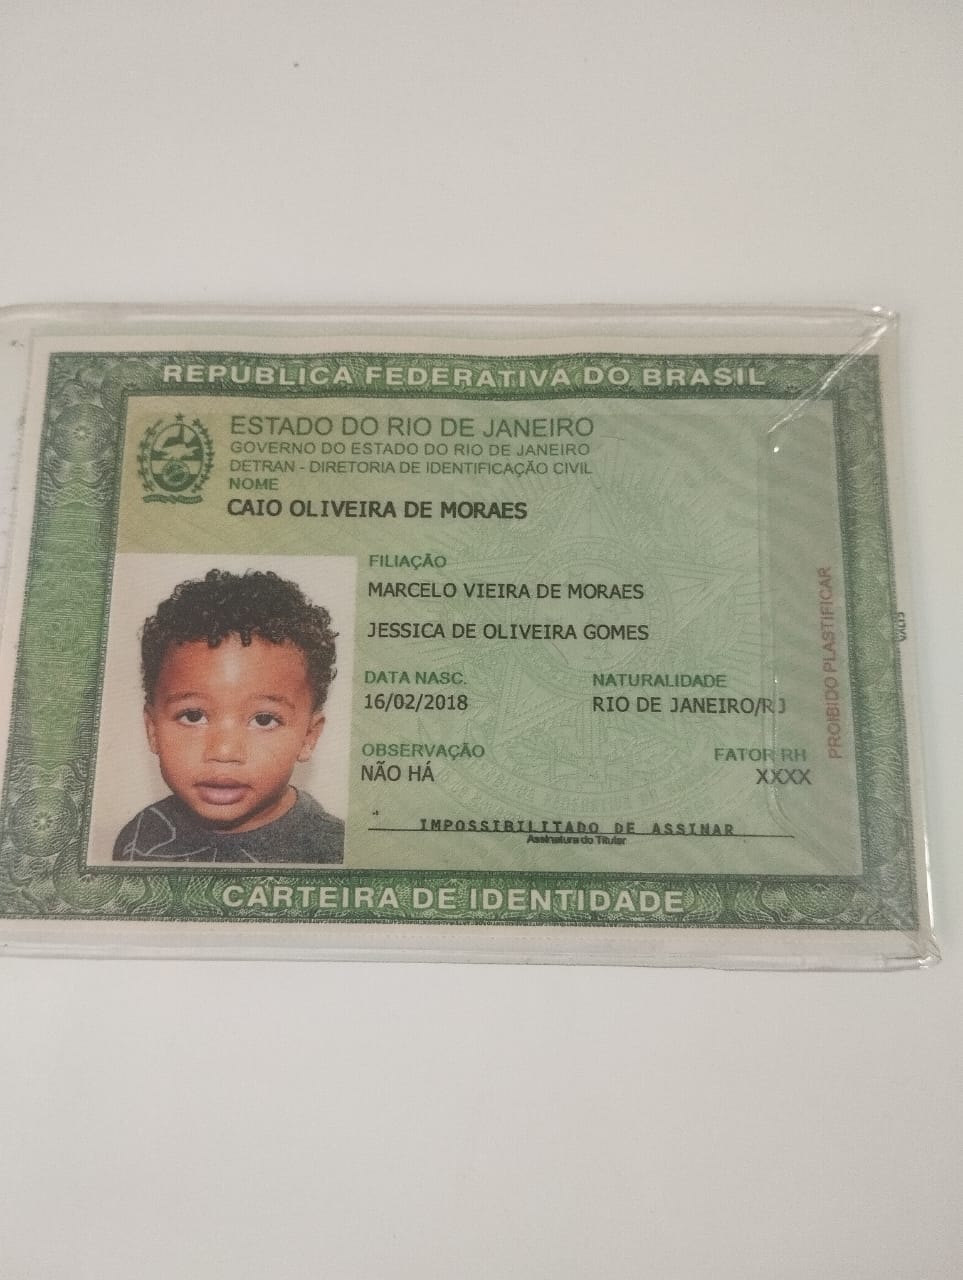 REPÚBLICA FEDERATIVA DO BRASIL
ESTADO DO RIO DE JANEIRO
GOVERNO DO ESTADO DO RIO DE JANEIRO
DETRAN - DIRETORIA DE IDENTIFICAÇÃO CIVIL
NOME
CAIO OLIVEIRA DE MORAES
FILIAÇÃO
MARCELO VIEIRA DE MORAES
JESSICA DE OLIVEIRA GOMES
DATA NASC. NATURALIDADE
16/02/2018 RIO DE JANEIRO/RJ
OBSERVAÇÃO FATOR RH
NÃO HÁ XXXX
IMPOSSIBILITADO DE ASSINAR
Assinatura do Titular
PROIBIDO PLASTIFICAR
CARTEIRA DE IDENTIDADE